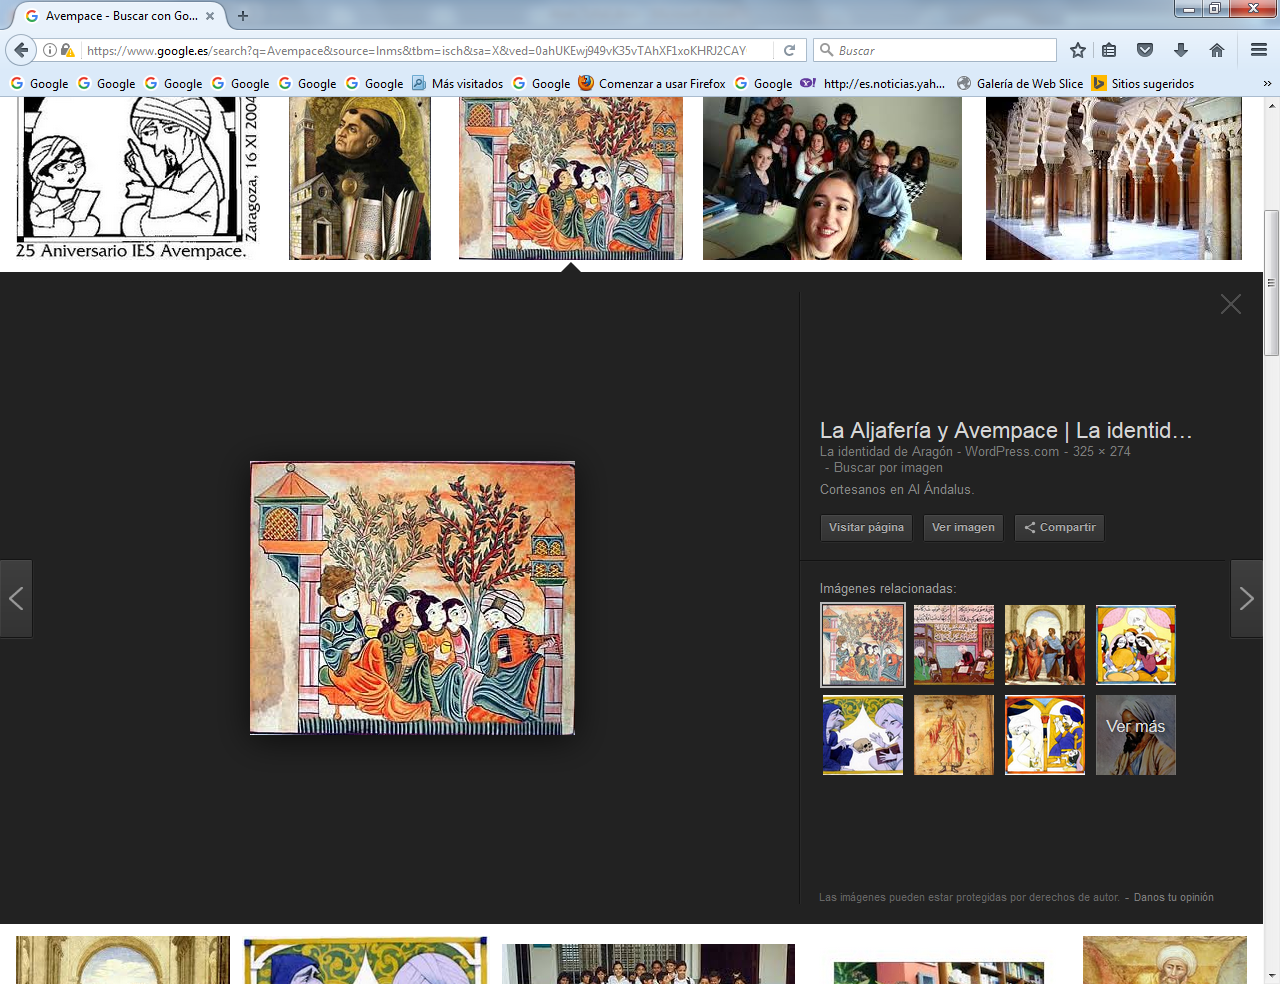 Avempace - Buscar con Go...
https://www.google.es/search?q=Avempace&source=lnms&tbm=isch&sa=X&ved=0ahUKEwj949vK35vTAhXF1xoKHRJ2CAY
Buscar
Google Google Google Google Google Google Más visitados Google Comenzar a usar Firefox Google http://es.noticias.yah... Galería de Web Slice Sitios sugeridos
Zaragoza, 16 XI 2004
25 Aniversario IES Avempace.
La Aljafería y Avempace | La identid...
La identidad de Aragón - WordPress.com - 325 × 274
- Buscar por imagen
Cortesanos en Al Ándalus.
Visitar página Ver imagen Compartir
Imágenes relacionadas:
Ver más
Las imágenes pueden estar protegidas por derechos de autor. - Danos tu opinión